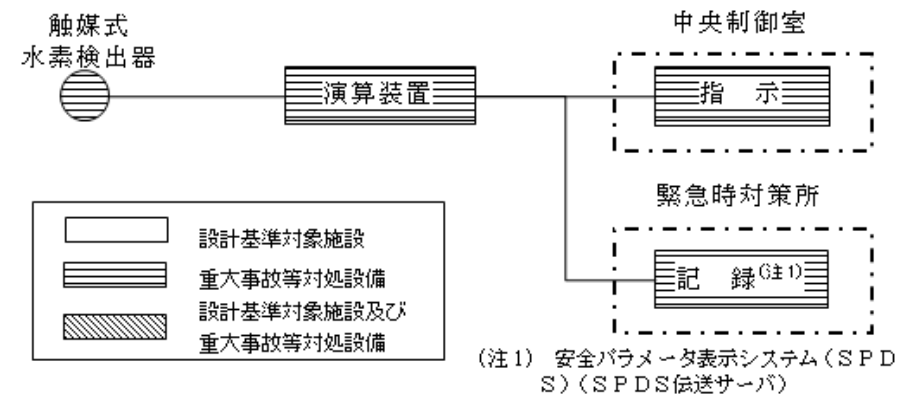 触媒式
水素検出器
演算装置
中央制御室
指　示
緊急時対策所
記　録(注1)
設計基準対象施設
重大事故等対処設備
設計基準対象施設及び
重大事故等対処設備
(注1)　安全パラメータ表示システム（ＳＰＤ
Ｓ）（ＳＰＤＳ伝送サーバ）